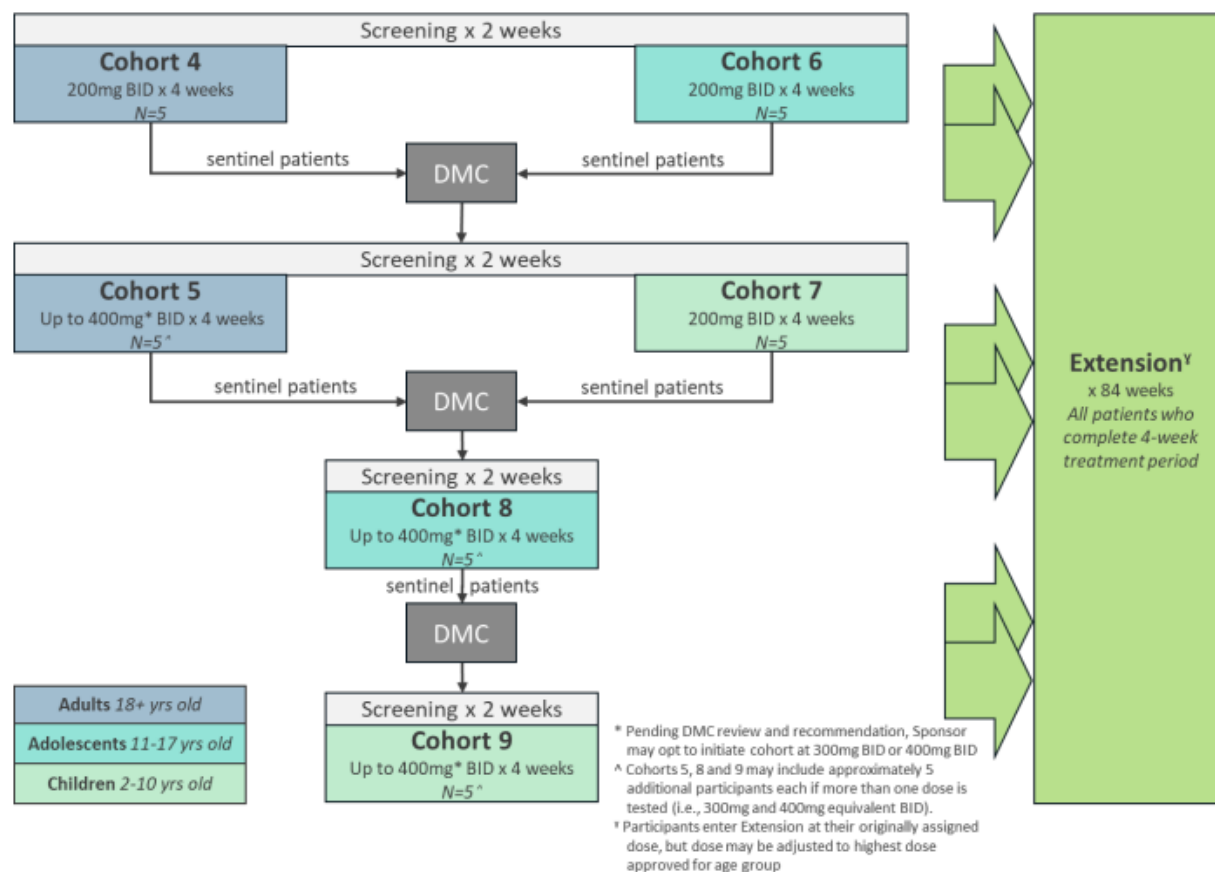 Screening x 2 weeks
Cohort 4
200mg BID x 4 weeks
N=5
Cohort 6
200mg BID x 4 weeks
N=5
sentinel patients
DMC
sentinel patients
Screening x 2 weeks
Cohort 5
Up to 400mg* BID x 4 weeks
N=5^
Cohort 7
200mg BID x 4 weeks
N=5
sentinel patients
DMC
sentinel patients
Screening x 2 weeks
Cohort 8
Up to 400mg* BID x 4 weeks
N=5^
sentinel patients
DMC
Screening x 2 weeks
Cohort 9
Up to 400mg* BID x 4 weeks
N=5^
Extension¥
x 84 weeks
All patients who
complete 4-week
treatment period
Adults 18+ yrs old
Adolescents 11-17 yrs old
Children 2-10 yrs old
* Pending DMC review and recommendation, Sponsor
may opt to initiate cohort at 300mg BID or 400mg BID
^ Cohorts 5, 8 and 9 may include approximately 5
additional participants each if more than one dose is
tested (i.e., 300mg and 400mg equivalent BID).
¥ Participants enter Extension at their originally assigned
dose, but dose may be adjusted to highest dose
approved for age group